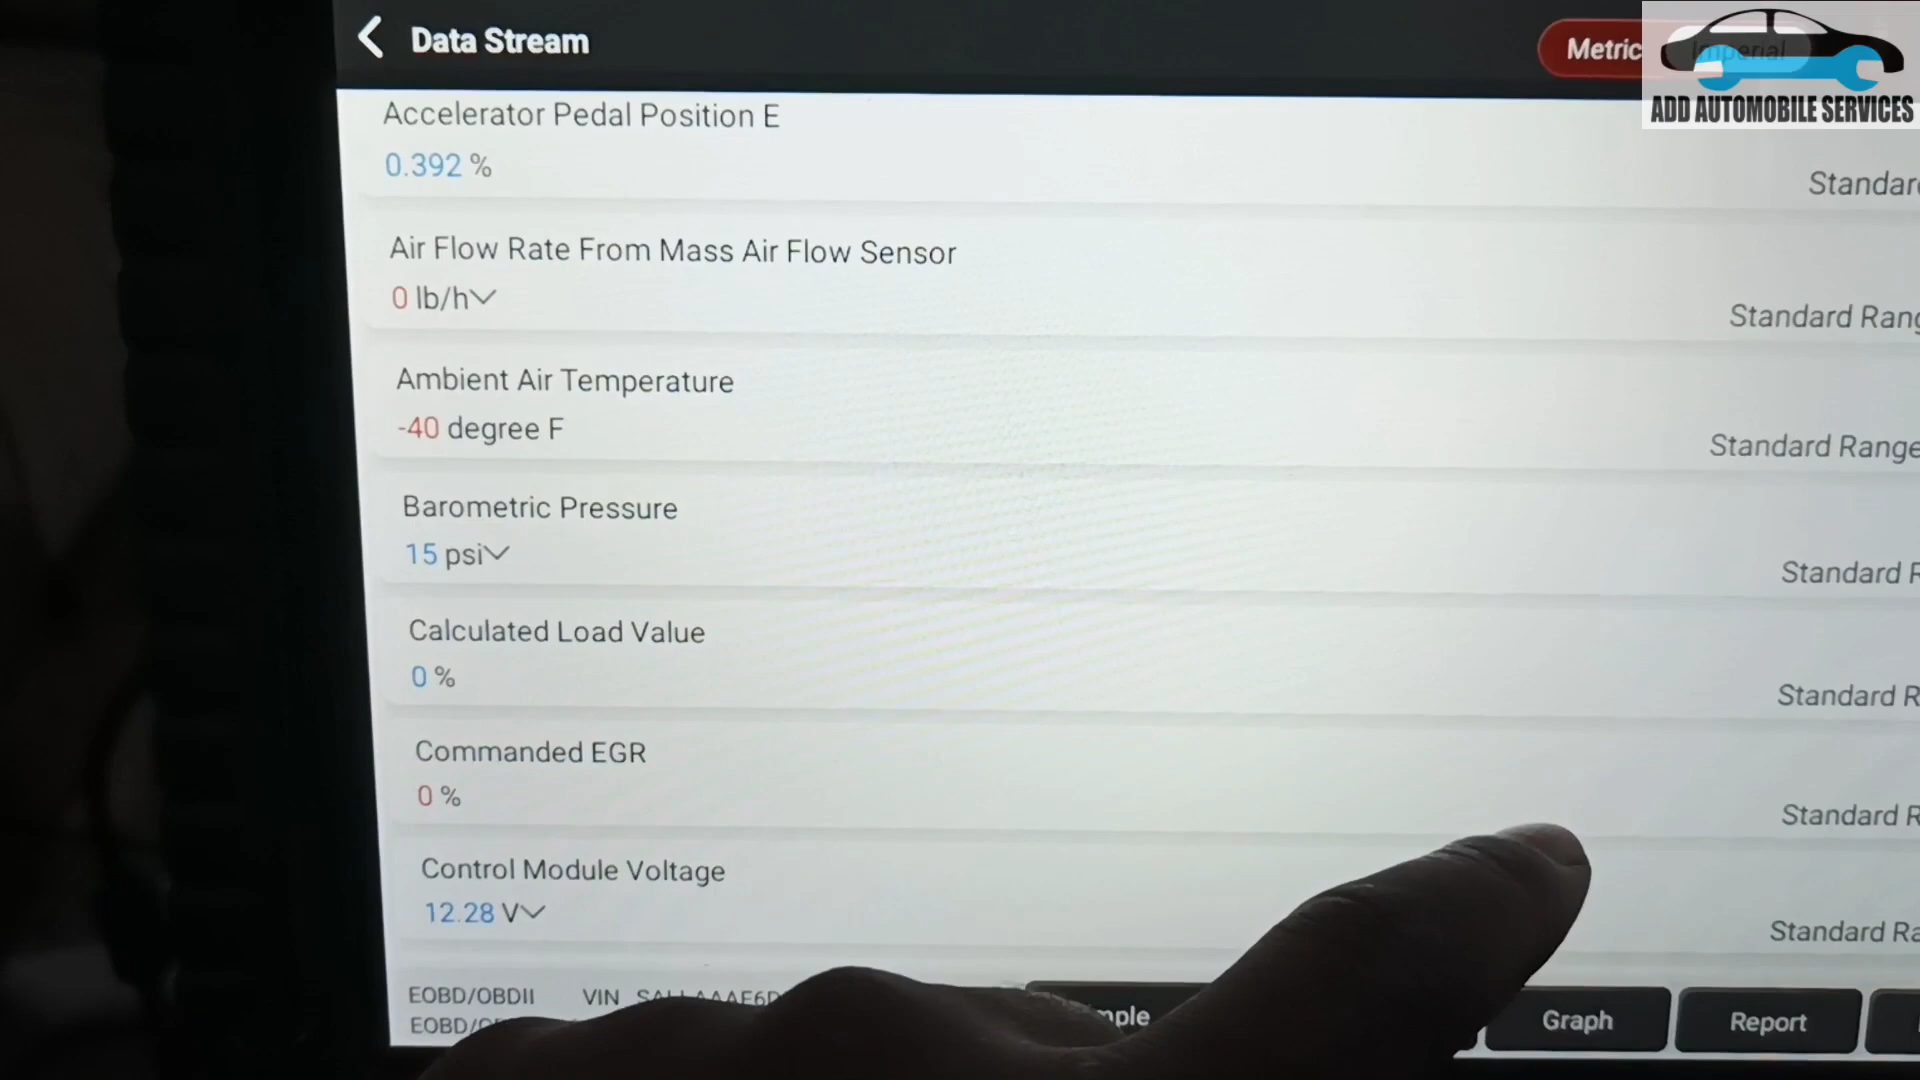 Data Stream
Metric
Imperial
ADD AUTOMOBILE SERVICES
Accelerator Pedal Position E
0.392 %
Standard
Air Flow Rate From Mass Air Flow Sensor
0 lb/h
Standard Rang
Ambient Air Temperature
-40 degree F
Standard Range
Barometric Pressure
15 psi
Standard R
Calculated Load Value
0 %
Standard R
Commanded EGR
0 %
Standard R
Control Module Voltage
12.28 V
Standard Ra
EOBD/OBDII VIN
EOBD/
Graph
Report